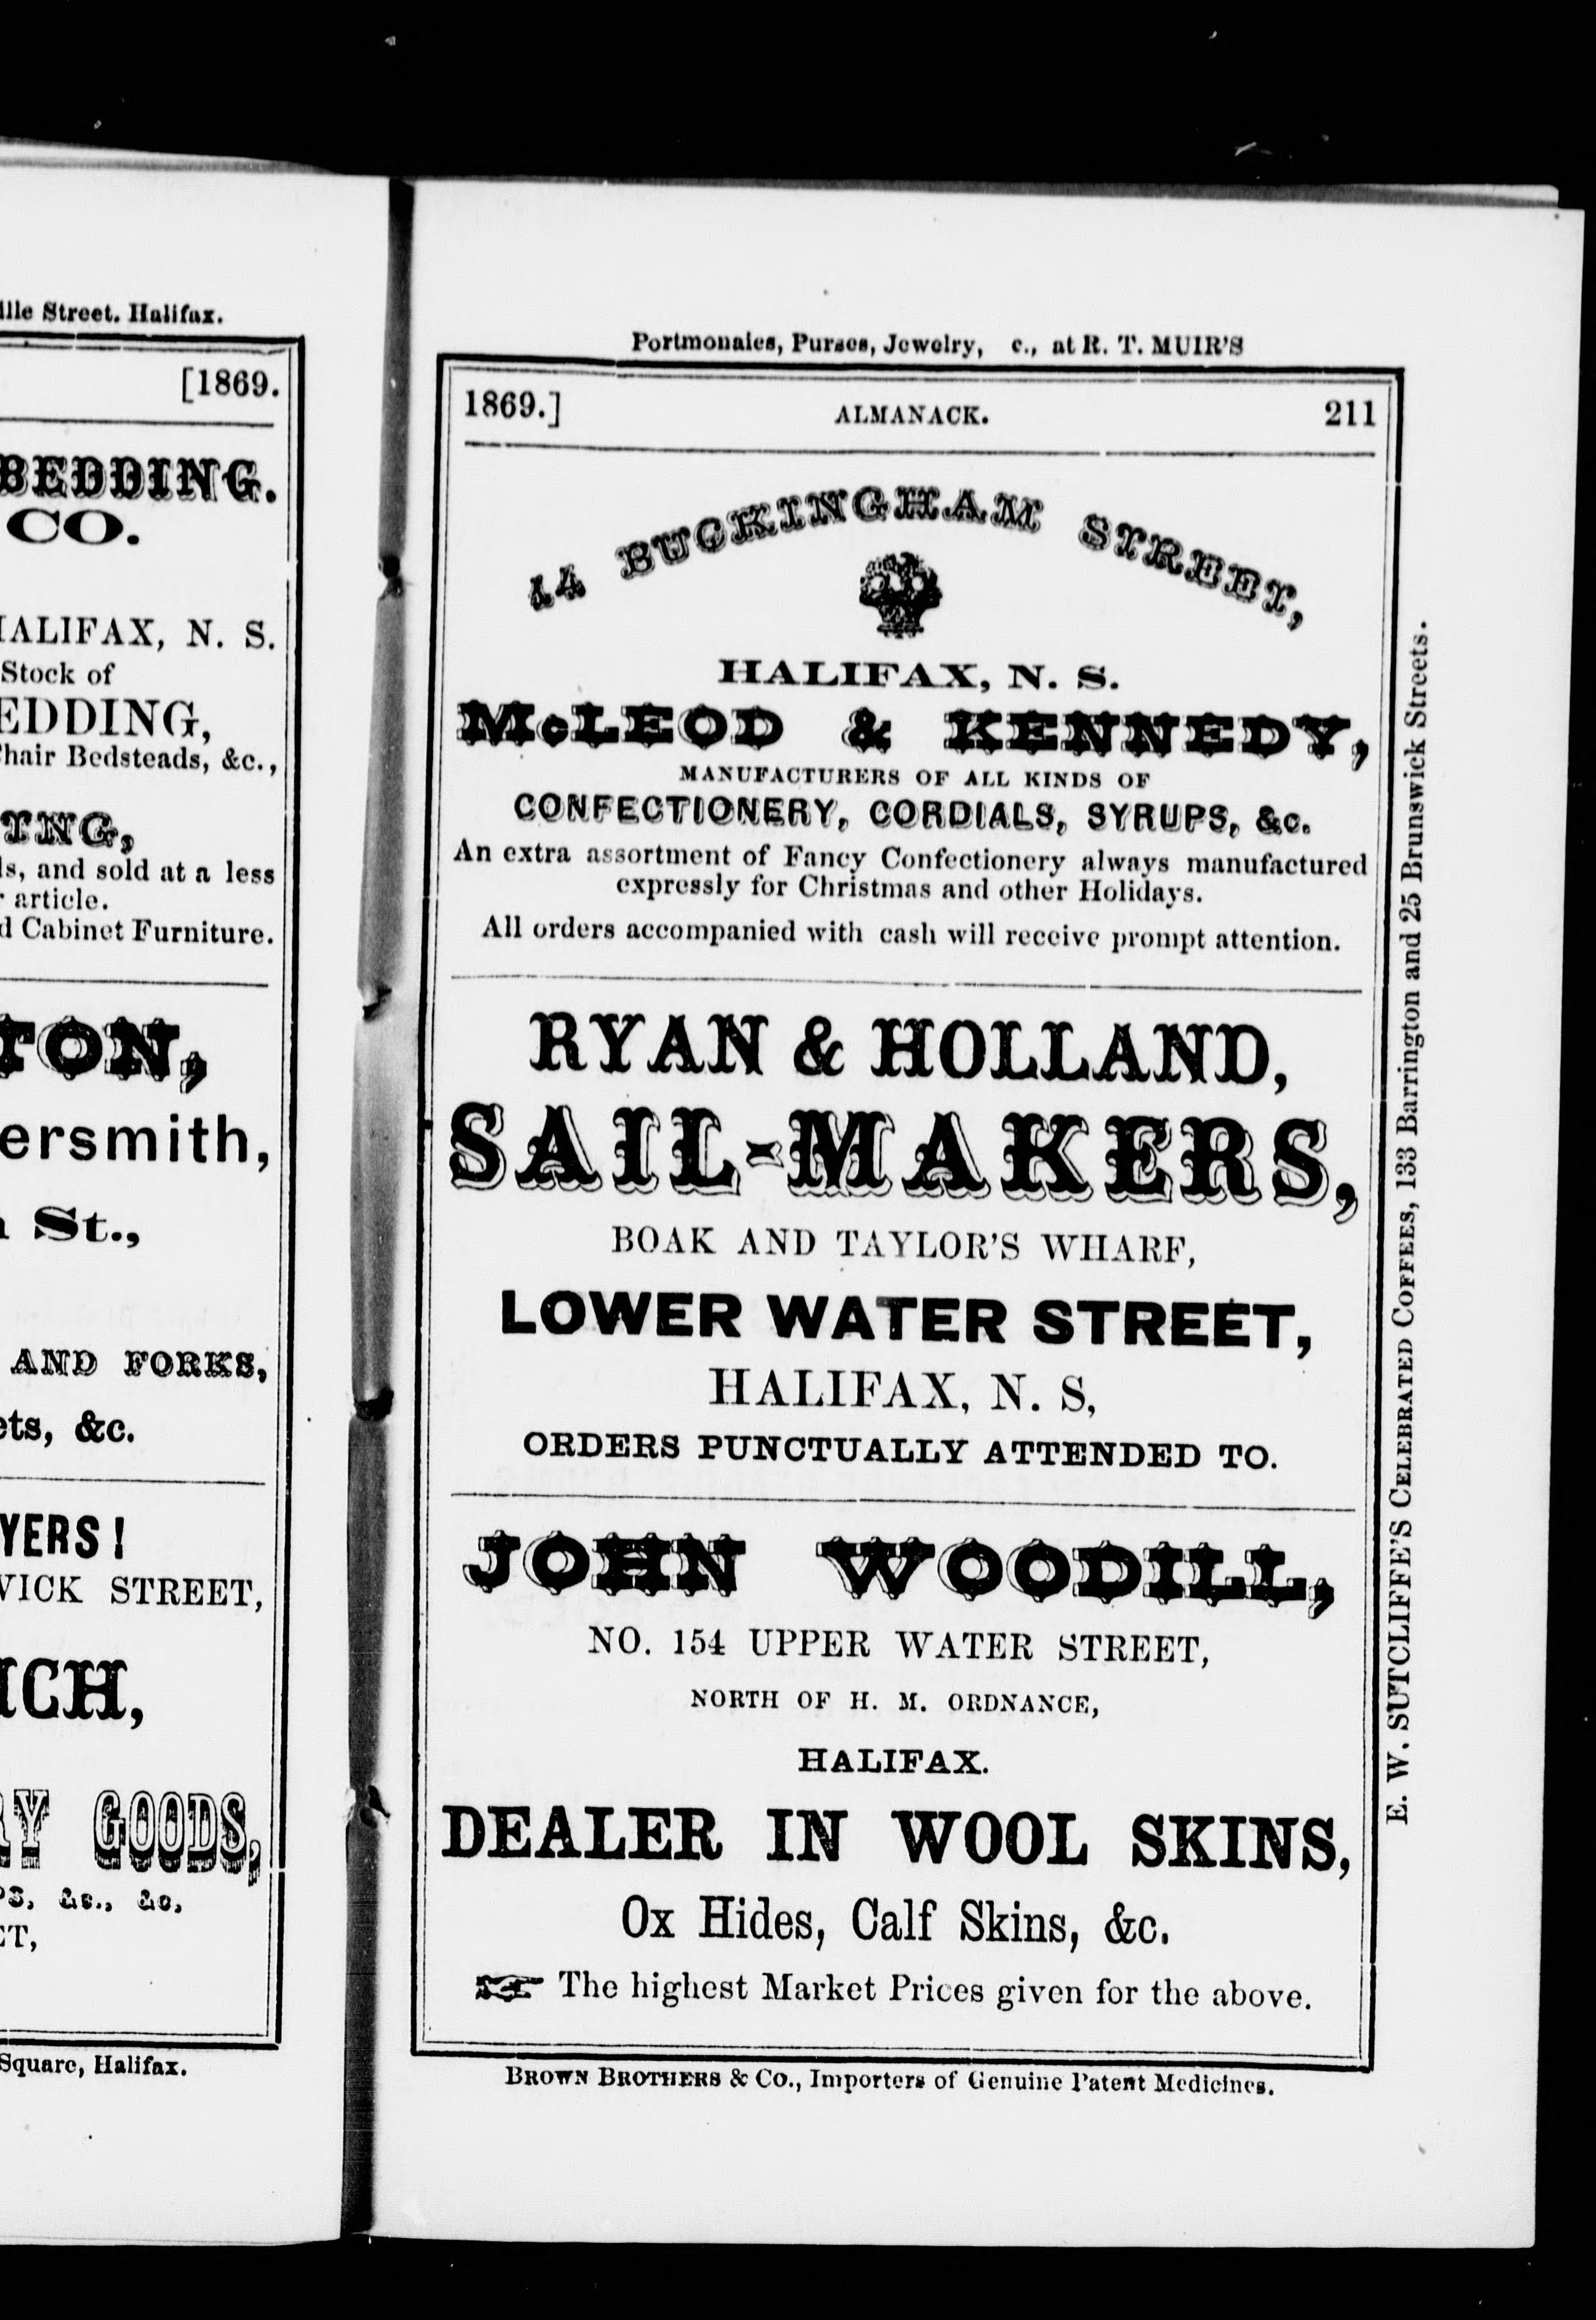 ille Street. Halifax.
[1869.
BEDDING.
CO.
HALIFAX, N. S.
Stock of
EDDING,
hair Bedsteads, &c.,
ING,
ls, and sold at a less
r article.
d Cabinet Furniture.
TON,
ersmith,
St.,
AND FORKS,
ets, &c.
YERS!
WICK STREET,
ICH,
RY GOODS,
PS, &c., &c,
ET,
Square, Halifax.
Portmonaies, Purses, Jewelry, c., at R. T. MUIR'S
1869.] ALMANACK. 211
14 BUCKINGHAM STREET,
HALIFAX, N. S.
McLEOD & KENNEDY,
MANUFACTURERS OF ALL KINDS OF
CONFECTIONERY, CORDIALS, SYRUPS, &c.
An extra assortment of Fancy Confectionery always manufactured
expressly for Christmas and other Holidays.
All orders accompanied with cash will receive prompt attention.
RYAN & HOLLAND,
SAIL-MAKERS,
BOAK AND TAYLOR'S WHARF,
LOWER WATER STREET,
HALIFAX, N. S,
ORDERS PUNCTUALLY ATTENDED TO.
JOHN WOODILL,
NO. 154 UPPER WATER STREET,
NORTH OF H. M. ORDNANCE,
HALIFAX.
DEALER IN WOOL SKINS,
Ox Hides, Calf Skins, &c.
☞ The highest Market Prices given for the above.
BROWN BROTHERS & CO., Importers of Genuine Patent Medicines.
E. W. SUTCLIFFE'S CELEBRATED COFFEES, 133 Barrington and 25 Brunswick Streets.